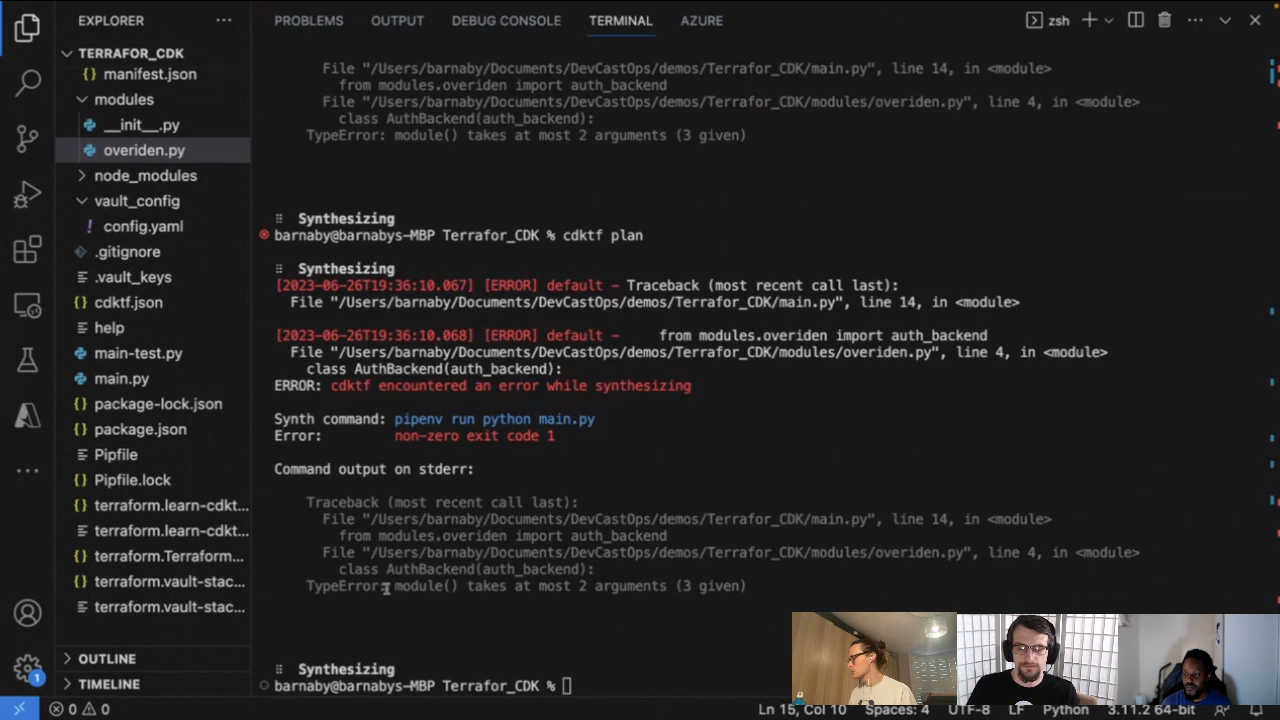 EXPLORER
PROBLEMS OUTPUT DEBUG CONSOLE TERMINAL AZURE
zsh
TERRAFOR_CDK
{} manifest.json
modules
__init__.py
overiden.py
node_modules
vault_config
! config.yaml
.gitignore
.vault_keys
{} cdktf.json
help
main-test.py
main.py
{} package-lock.json
{} package.json
Pipfile
{} Pipfile.lock
{} terraform.learn-cdkt...
terraform.learn-cdkt...
{} terraform.Terraform...
{} terraform.vault-stac...
terraform.vault-stac...
OUTLINE
TIMELINE
1
File "/Users/barnaby/Documents/DevCastOps/demos/Terrafor_CDK/main.py", line 14, in <module>
from modules.overiden import auth_backend
File "/Users/barnaby/Documents/DevCastOps/demos/Terrafor_CDK/modules/overiden.py", line 4, in <module>
class AuthBackend(auth_backend):
TypeError: module() takes at most 2 arguments (3 given)
Synthesizing
barnaby@barnabys-MBP Terrafor_CDK % cdktf plan
Synthesizing
[2023-06-26T19:36:10.067] [ERROR] default - Traceback (most recent call last):
File "/Users/barnaby/Documents/DevCastOps/demos/Terrafor_CDK/main.py", line 14, in <module>
[2023-06-26T19:36:10.068] [ERROR] default - from modules.overiden import auth_backend
File "/Users/barnaby/Documents/DevCastOps/demos/Terrafor_CDK/modules/overiden.py", line 4, in <module>
class AuthBackend(auth_backend):
ERROR: cdktf encountered an error while synthesizing
Synth command: pipenv run python main.py
Error: non-zero exit code 1
Command output on stderr:
Traceback (most recent call last):
File "/Users/barnaby/Documents/DevCastOps/demos/Terrafor_CDK/main.py", line 14, in <module>
from modules.overiden import auth_backend
File "/Users/barnaby/Documents/DevCastOps/demos/Terrafor_CDK/modules/overiden.py", line 4, in <module>
class AuthBackend(auth_backend):
TypeError: module() takes at most 2 arguments (3 given)
Synthesizing
barnaby@barnabys-MBP Terrafor_CDK %
0 0
Ln 15, Col 10 Spaces: 4 UTF-8 LF Python 3.11.2 64-bit